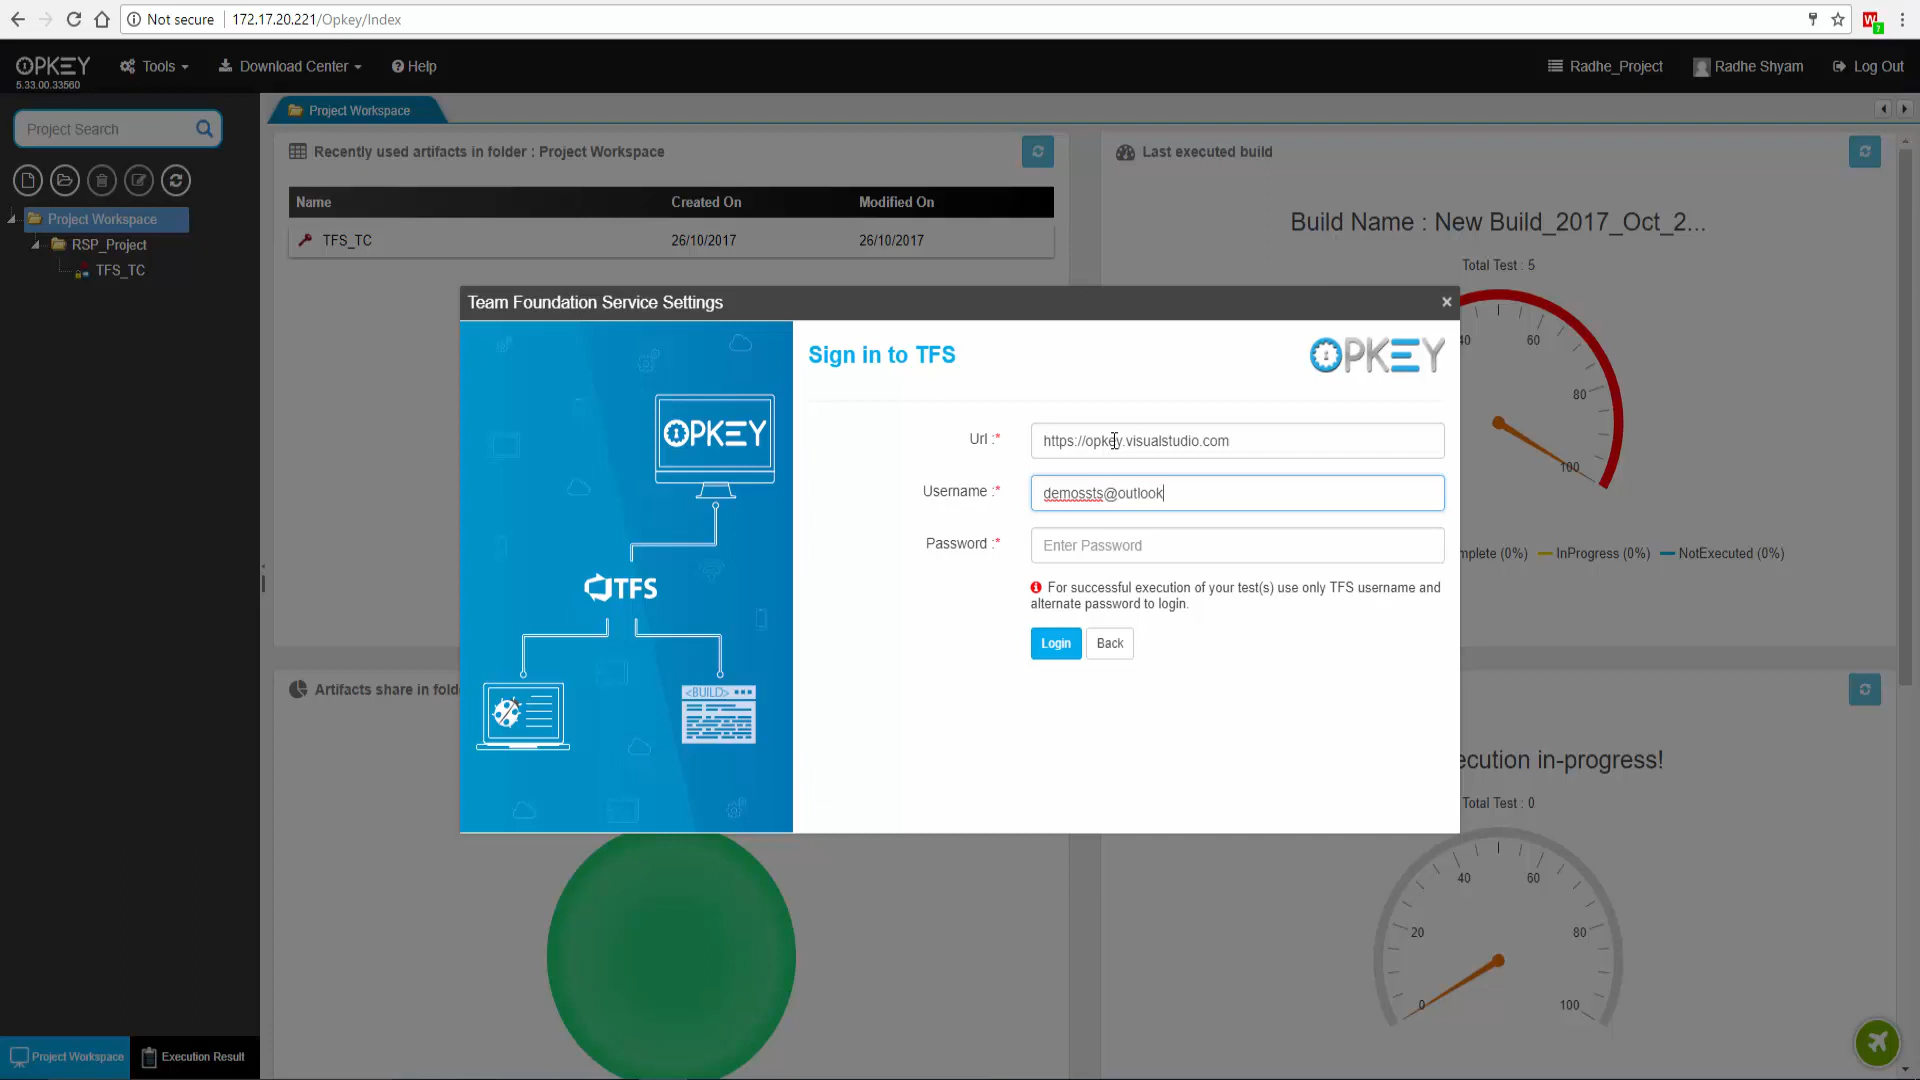 Not secure | 172.17.20.221/Opkey/Index
OPKEY
5.33.00.33560
Tools
Download Center
Help
Radhe_Project
Radhe Shyam
Log Out
Project Search
Project Workspace
RSP_Project
TFS_TC
Project Workspace
Recently used artifacts in folder : Project Workspace
Name Created On Modified On
TFS_TC 26/10/2017 26/10/2017
Last executed build
Build Name : New Build_2017_Oct_2...
Total Test : 5
40 60
80
100
mplete (0%) InProgress (0%) NotExecuted (0%)
Team Foundation Service Settings ×
OPKEY
TFS
<BUILD>
Sign in to TFS
OPKEY
Url :* https://opkey.visualstudio.com
Username :* demossts@outlook
Password :* Enter Password
For successful execution of your test(s) use only TFS username and
alternate password to login.
Login Back
Artifacts share in fold
ecution in-progress!
Total Test : 0
40 60
20 80
0 100
Project Workspace
Execution Result
W
7